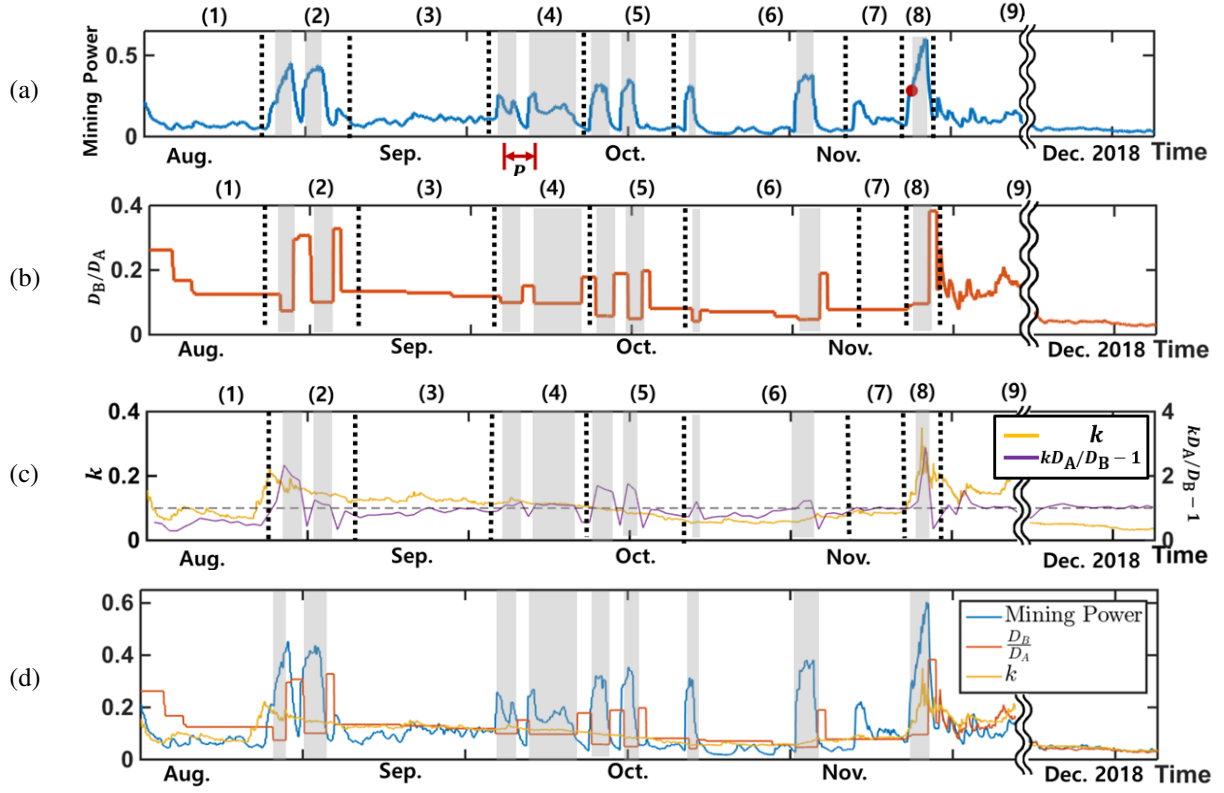 (1) (2) (3) (4) (5) (6) (7) (8) (9)
(a)
Mining Power
0.5
0
Aug. Sep. Oct. Nov. Dec. 2018 Time
P
(1) (2) (3) (4) (5) (6) (7) (8) (9)
(b)
D_B/D_A
0.4
0.2
0
Aug. Sep. Oct. Nov. Dec. 2018 Time
(1) (2) (3) (4) (5) (6) (7) (8) (9)
(c)
k
0.4
0.2
0
k
kD_A/D_B − 1
4
2
0
kD_A/D_B − 1
Aug. Sep. Oct. Nov. Dec. 2018 Time
(d)
0.6
0.4
0.2
0
Mining Power
D_B
D_A
k
Aug. Sep. Oct. Nov. Dec. 2018 Time